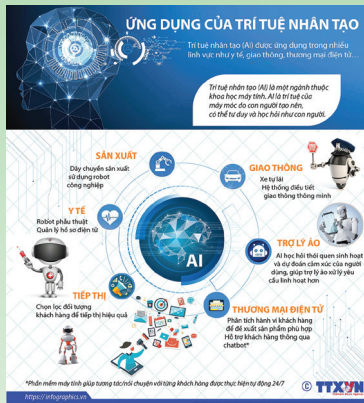 ỨNG DỤNG CỦA TRÍ TUỆ NHÂN TẠO
Trí tuệ nhân tạo (AI) được ứng dụng trong nhiều
lĩnh vực như y tế, giao thông, thương mại điện tử...
Trí tuệ nhân tạo (AI) là một ngành thuộc
khoa học máy tính. AI là trí tuệ của
máy móc do con người tạo nên,
có thể tư duy và học hỏi như con người.
SẢN XUẤT
Dây chuyền sản xuất
sử dụng robot
công nghiệp
GIAO THÔNG
Xe tự lái
Hệ thống điều tiết
giao thông thông minh
Y TẾ
Robot phẫu thuật
Quản lý hồ sơ điện tử
AI
TRỢ LÝ ẢO
AI học hỏi thói quen sinh hoạt
và dự đoán cảm xúc của người
dùng, giúp trợ lý ảo xử lý yêu
cầu linh hoạt hơn
TIẾP THỊ
Chọn lọc đối tượng
khách hàng để tiếp thị hiệu quả
THƯƠNG MẠI ĐIỆN TỬ
Phân tích hành vi khách hàng
để đề xuất sản phẩm phù hợp
Hỗ trợ khách hàng thông qua
chatbot*
*Phần mềm máy tính giúp tương tác/nói chuyện với từng khách hàng được thực hiện tự động 24/7
https://infographics.vn
© TTXVN